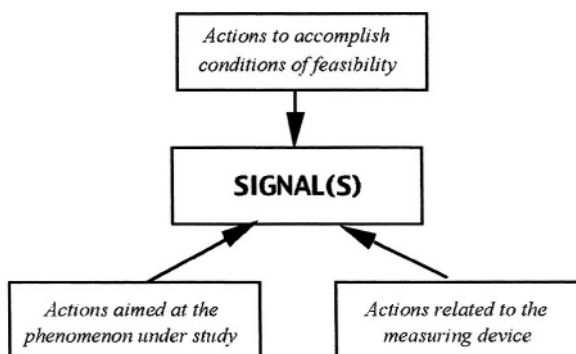 Actions to accomplish
conditions of feasibility
SIGNAL(S)
Actions aimed at the
phenomenon under study
Actions related to the
measuring device